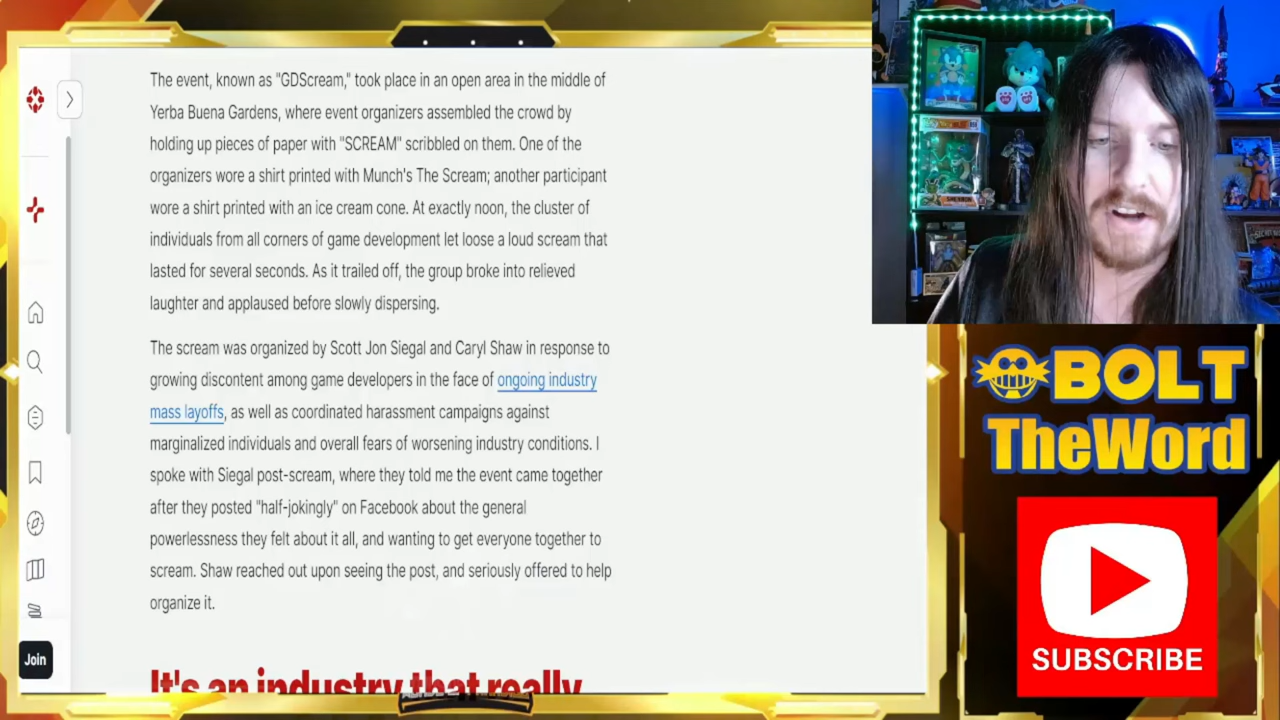 The event, known as "GDScream," took place in an open area in the middle of
Yerba Buena Gardens, where event organizers assembled the crowd by
holding up pieces of paper with "SCREAM" scribbled on them. One of the
organizers wore a shirt printed with Munch's The Scream; another participant
wore a shirt printed with an ice cream cone. At exactly noon, the cluster of
individuals from all corners of game development let loose a loud scream that
lasted for several seconds. As it trailed off, the group broke into relieved
laughter and applaused before slowly dispersing.
The scream was organized by Scott Jon Siegal and Caryl Shaw in response to
growing discontent among game developers in the face of ongoing industry
mass layoffs, as well as coordinated harassment campaigns against
marginalized individuals and overall fears of worsening industry conditions. I
spoke with Siegal post-scream, where they told me the event came together
after they posted "half-jokingly" on Facebook about the general
powerlessness they felt about it all, and wanting to get everyone together to
scream. Shaw reached out upon seeing the post, and seriously offered to help
organize it.
It's an industry that really
Join
BOLT
TheWord
SUBSCRIBE